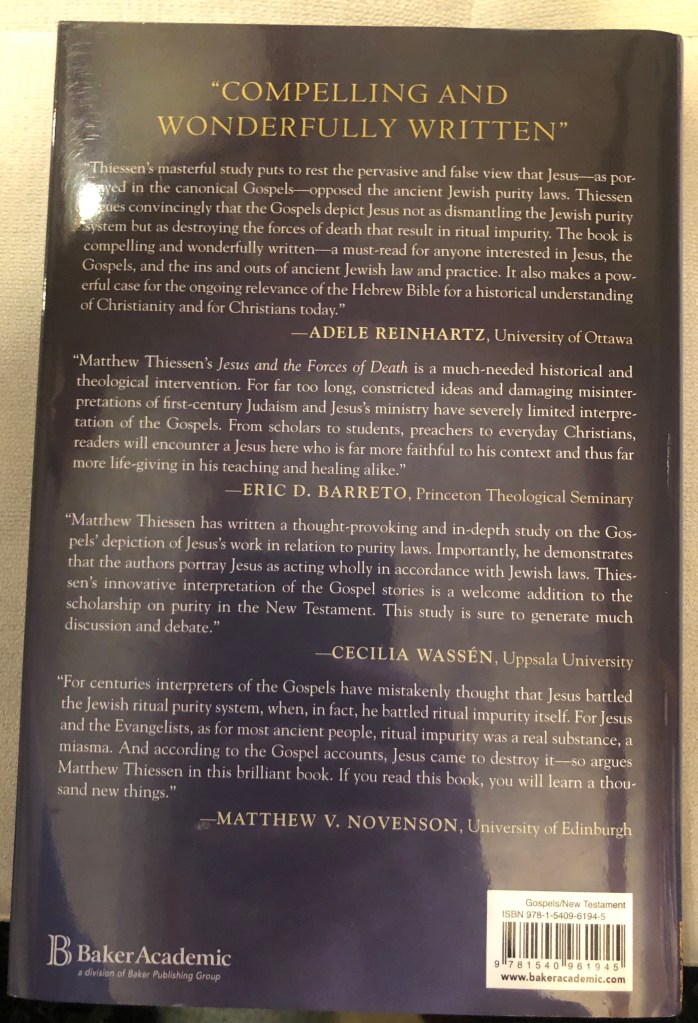 “COMPELLING AND
WONDERFULLY WRITTEN”
“Thiessen’s masterful study puts to rest the pervasive and false view that Jesus—as por-
trayed in the canonical Gospels—opposed the ancient Jewish purity laws. Thiessen
argues convincingly that the Gospels depict Jesus not as dismantling the Jewish purity
system but as destroying the forces of death that result in ritual impurity. The book is
compelling and wonderfully written—a must-read for anyone interested in Jesus, the
Gospels, and the ins and outs of ancient Jewish law and practice. It also makes a pow-
erful case for the ongoing relevance of the Hebrew Bible for a historical understanding
of Christianity and for Christians today.”
—ADELE REINHARTZ, University of Ottawa
“Matthew Thiessen’s Jesus and the Forces of Death is a much-needed historical and
theological intervention. For far too long, constricted ideas and damaging misinter-
pretations of first-century Judaism and Jesus’s ministry have severely limited interpre-
tation of the Gospels. From scholars to students, preachers to everyday Christians,
readers will encounter a Jesus here who is far more faithful to his context and thus far
more life-giving in his teaching and healing alike.”
—ERIC D. BARRETO, Princeton Theological Seminary
“Matthew Thiessen has written a thought-provoking and in-depth study on the Gos-
pels’ depiction of Jesus’s work in relation to purity laws. Importantly, he demonstrates
that the authors portray Jesus as acting wholly in accordance with Jewish laws. Thies-
sen’s innovative interpretation of the Gospel stories is a welcome addition to the
scholarship on purity in the New Testament. This study is sure to generate much
discussion and debate.”
—CECILIA WASSÉN, Uppsala University
“For centuries interpreters of the Gospels have mistakenly thought that Jesus battled
the Jewish ritual purity system, when, in fact, he battled ritual impurity itself. For Jesus
and the Evangelists, as for most ancient people, ritual impurity was a real substance, a
miasma. And according to the Gospel accounts, Jesus came to destroy it—so argues
Matthew Thiessen in this brilliant book. If you read this book, you will learn a thou-
sand new things.”
—MATTHEW V. NOVENSON, University of Edinburgh
Gospels/New Testament
ISBN 978-1-5409-6194-5
9 781540 961945
www.bakeracademic.com
B BakerAcademic
a division of Baker Publishing Group